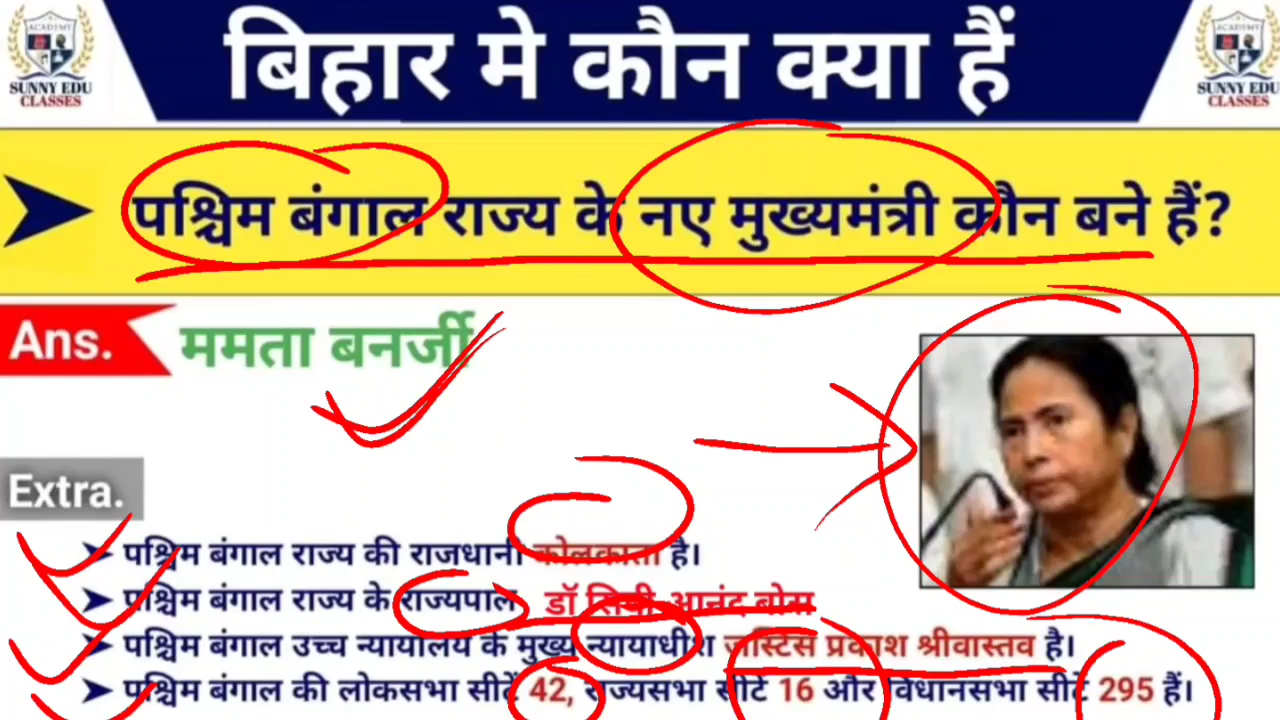 ACADEMY
SUNNY EDU
CLASSES
बिहार मे कौन क्या हैं
ACADEMY
SUNNY EDU
CLASSES
पश्चिम बंगाल राज्य के नए मुख्यमंत्री कौन बने हैं?
Ans. ममता बनर्जी
Extra.
पश्चिम बंगाल राज्य की राजधानी कोलकाता है।
पश्चिम बंगाल राज्य के राज्यपाल डॉ सिवी आनंद बोस
पश्चिम बंगाल उच्च न्यायालय के मुख्य न्यायाधीश जस्टिस प्रकाश श्रीवास्तव है।
पश्चिम बंगाल की लोकसभा सीटें 42, राज्यसभा सीटें 16 और विधानसभा सीटें 295 हैं।